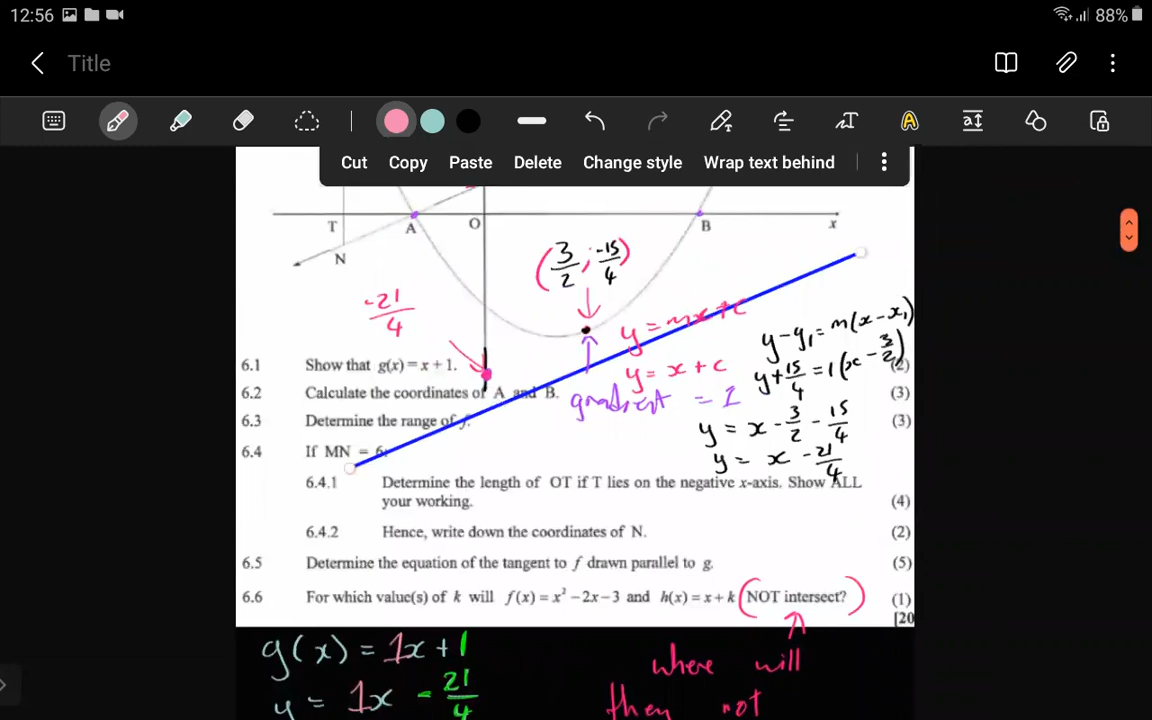 12:56 88%
Title
Cut Copy Paste Delete Change style Wrap text behind
T A O B x
N
(3/2 ; -15/4)
-21/4
y = mx + c
y = x + c
gradient = 1
y - y₁ = m(x - x₁)
y + 15/4 = 1(x - 3/2)
y = x - 3/2 - 15/4
y = x - 21/4
6.1 Show that g(x) = x + 1. (2)
6.2 Calculate the coordinates of A and B. (3)
6.3 Determine the range of f. (3)
6.4 If MN = 6,
6.4.1 Determine the length of OT if T lies on the negative x-axis. Show ALL
your working. (4)
6.4.2 Hence, write down the coordinates of N. (2)
6.5 Determine the equation of the tangent to f drawn parallel to g. (5)
6.6 For which value(s) of k will f(x) = x² − 2x − 3 and h(x) = x + k (NOT intersect?) (1)
[20
g(x) = 1x + 1
y = 1x - 21/4
where will
they not